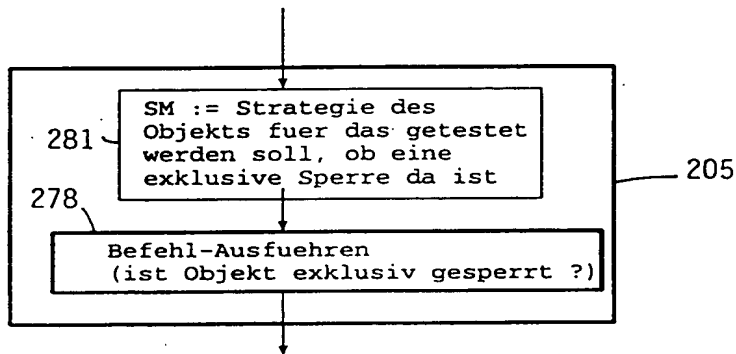 SM := Strategie des
Objekts fuer das getestet
werden soll, ob eine
exklusive Sperre da ist
281
205
278
Befehl-Ausfuehren
(ist Objekt exklusiv gesperrt ?)